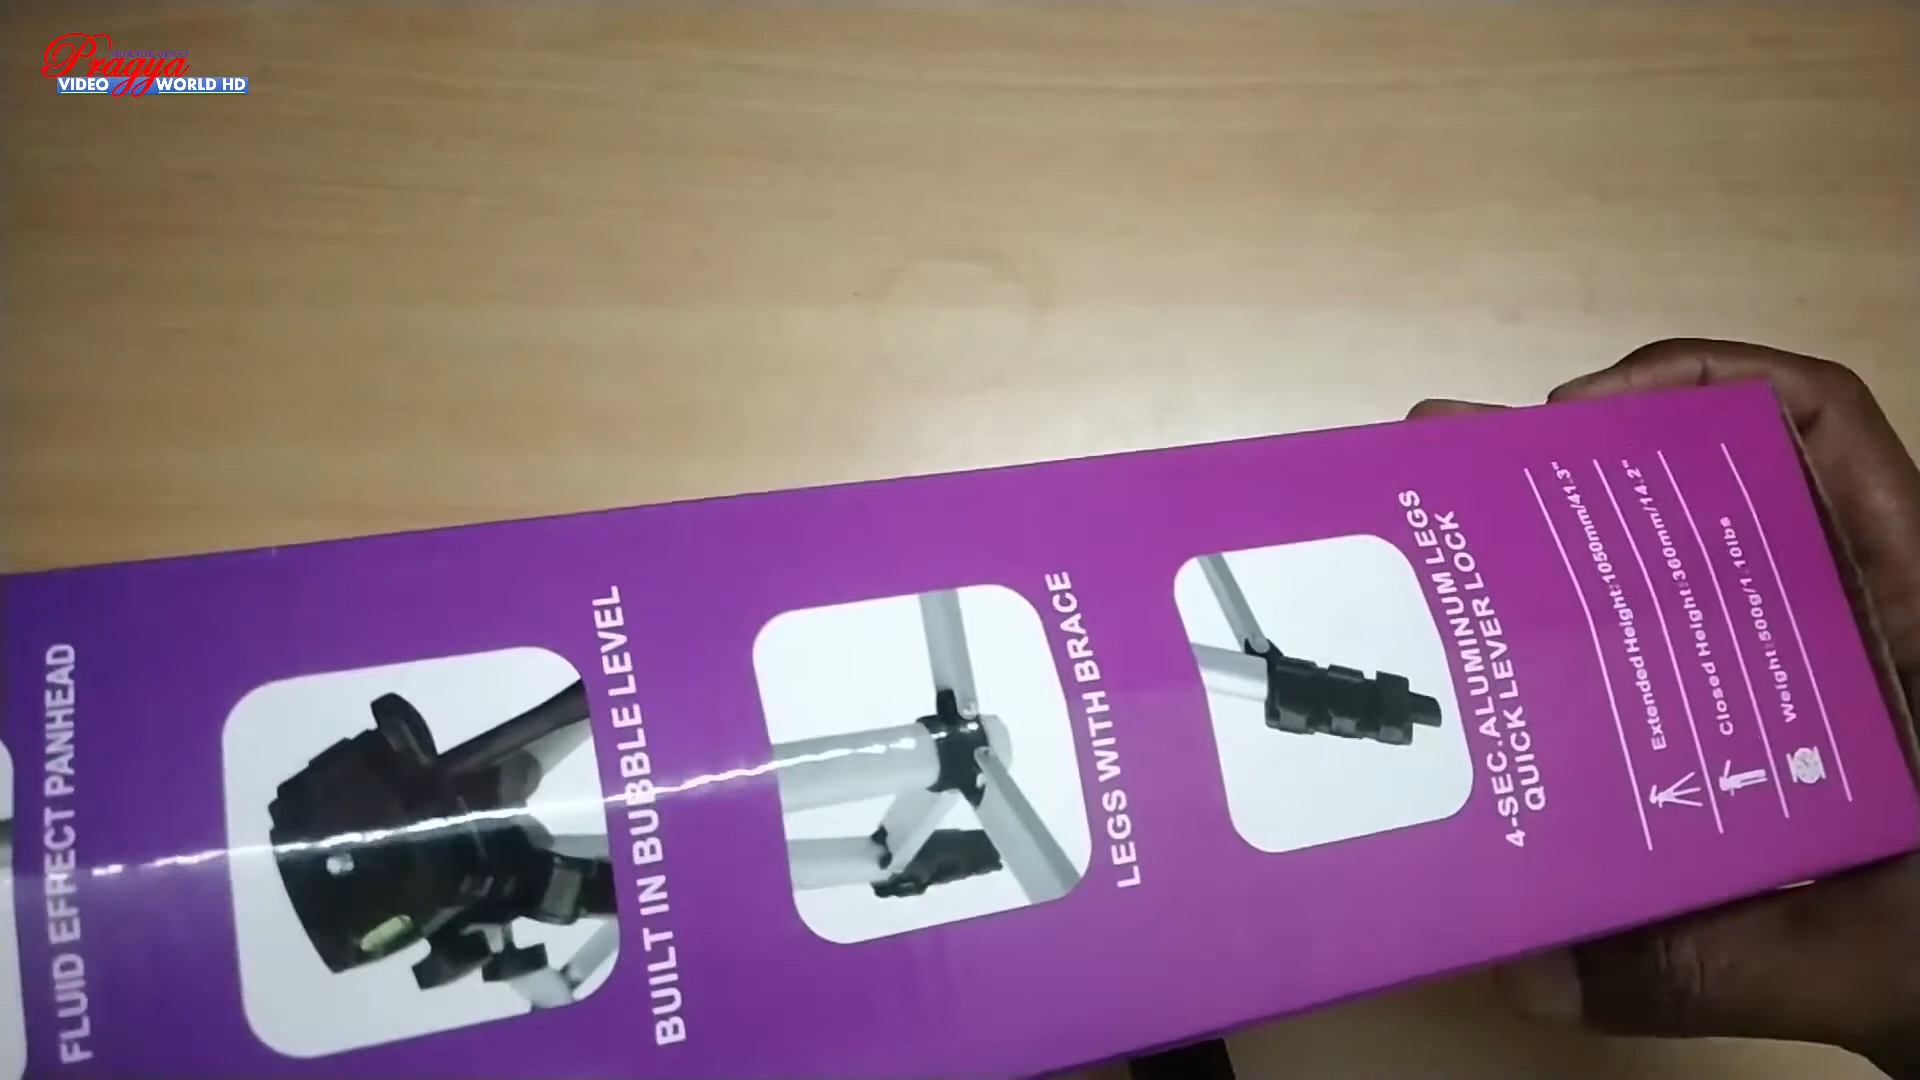 Pragya
VIDEO WORLD HD
FLUID EFFECT PANHEAD
BUILT IN BUBBLE LEVEL
LEGS WITH BRACE
4-SEC.ALUMINUM LEGS
QUICK LEVER LOCK
Extended Height:1050mm/41.3"
Closed Height:360mm/14.2"
Weight:500g/1.10lbs